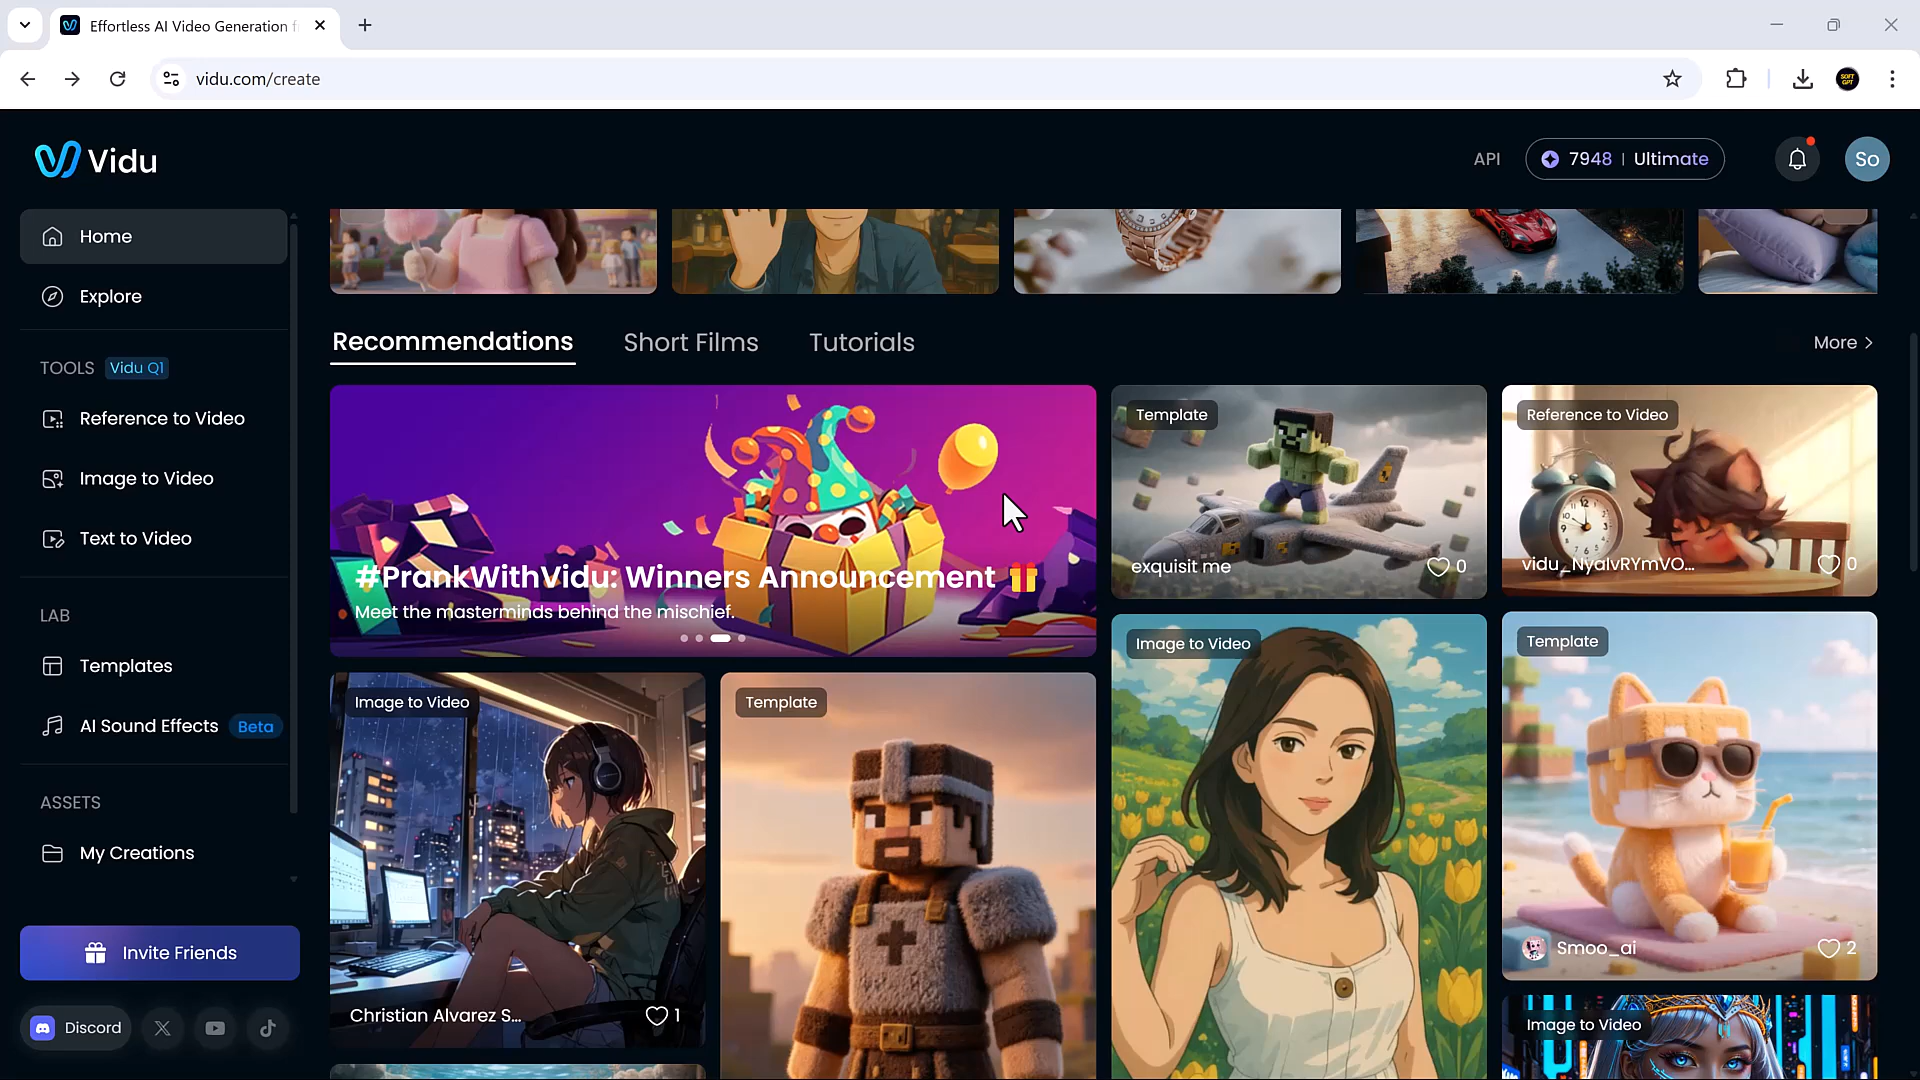 Effortless AI Video Generation f
vidu.com/create
SOFT
GPT
Vidu
API
7948 | Ultimate
So
Home
Explore
TOOLS Vidu Q1
Reference to Video
Image to Video
Text to Video
LAB
Templates
AI Sound Effects Beta
ASSETS
My Creations
Invite Friends
Discord
Recommendations
Short Films
Tutorials
More
#PrankWithVidu: Winners Announcement
Meet the masterminds behind the mischief.
Template
exquisit me
0
Reference to Video
vidu_NyalvRYmVO...
0
Image to Video
Christian Alvarez S...
1
Template
Image to Video
Template
Smoo_ai
2
Image to Video